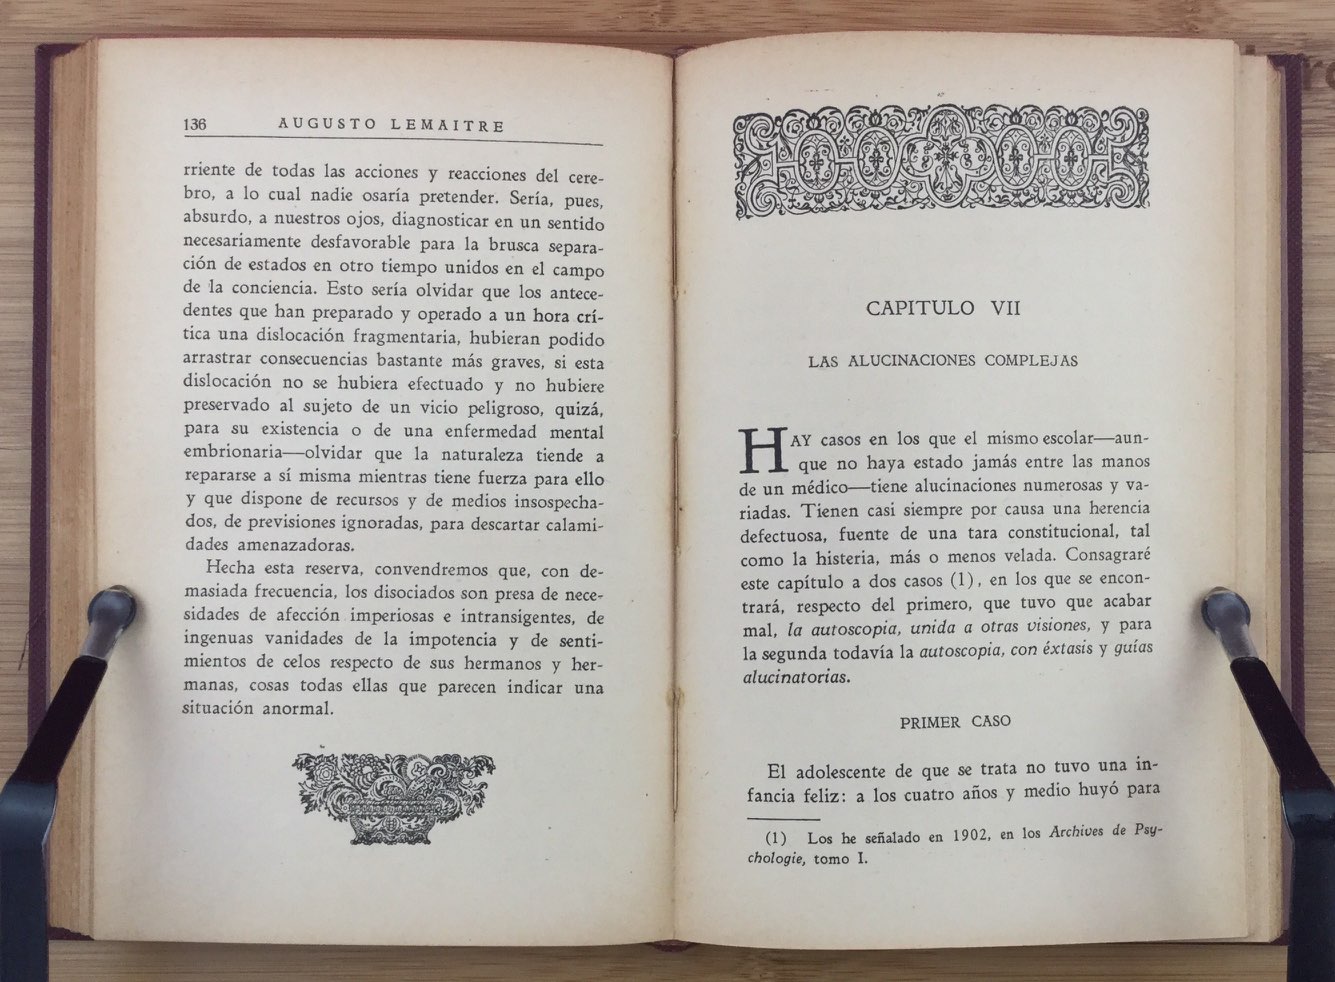 136 AUGUSTO LEMAITRE
rriente de todas las acciones y reacciones del cere-
bro, a lo cual nadie osaría pretender. Sería, pues,
absurdo, a nuestros ojos, diagnosticar en un sentido
necesariamente desfavorable para la brusca separa-
ción de estados en otro tiempo unidos en el campo
de la conciencia. Esto sería olvidar que los antece-
dentes que han preparado y operado a un hora crí-
tica una dislocación fragmentaria, hubieran podido
arrastrar consecuencias bastante más graves, si esta
dislocación no se hubiera efectuado y no hubiere
preservado al sujeto de un vicio peligroso, quizá,
para su existencia o de una enfermedad mental
embrionaria—olvidar que la naturaleza tiende a
repararse a sí misma mientras tiene fuerza para ello
y que dispone de recursos y de medios insospecha-
dos, de previsiones ignoradas, para descartar calami-
dades amenazadoras.
Hecha esta reserva, convendremos que, con de-
masiada frecuencia, los disociados son presa de nece-
sidades de afección imperiosas e intransigentes, de
ingenuas vanidades de la impotencia y de senti-
mientos de celos respecto de sus hermanos y her-
manas, cosas todas ellas que parecen indicar una
situación anormal.
CAPITULO VII
LAS ALUCINACIONES COMPLEJAS
HAY casos en los que el mismo escolar—aun-
que no haya estado jamás entre las manos
de un médico—tiene alucinaciones numerosas y va-
riadas. Tienen casi siempre por causa una herencia
defectuosa, fuente de una tara constitucional, tal
como la histeria, más o menos velada. Consagraré
este capítulo a dos casos (1), en los que se encon-
trará, respecto del primero, que tuvo que acabar
mal, la autoscopia, unida a otras visiones, y para
la segunda todavía la autoscopia, con éxtasis y guías
alucinatorias.
PRIMER CASO
El adolescente de que se trata no tuvo una in-
fancia feliz: a los cuatro años y medio huyó para
(1) Los he señalado en 1902, en los Archives de Psy-
chologie, tomo I.